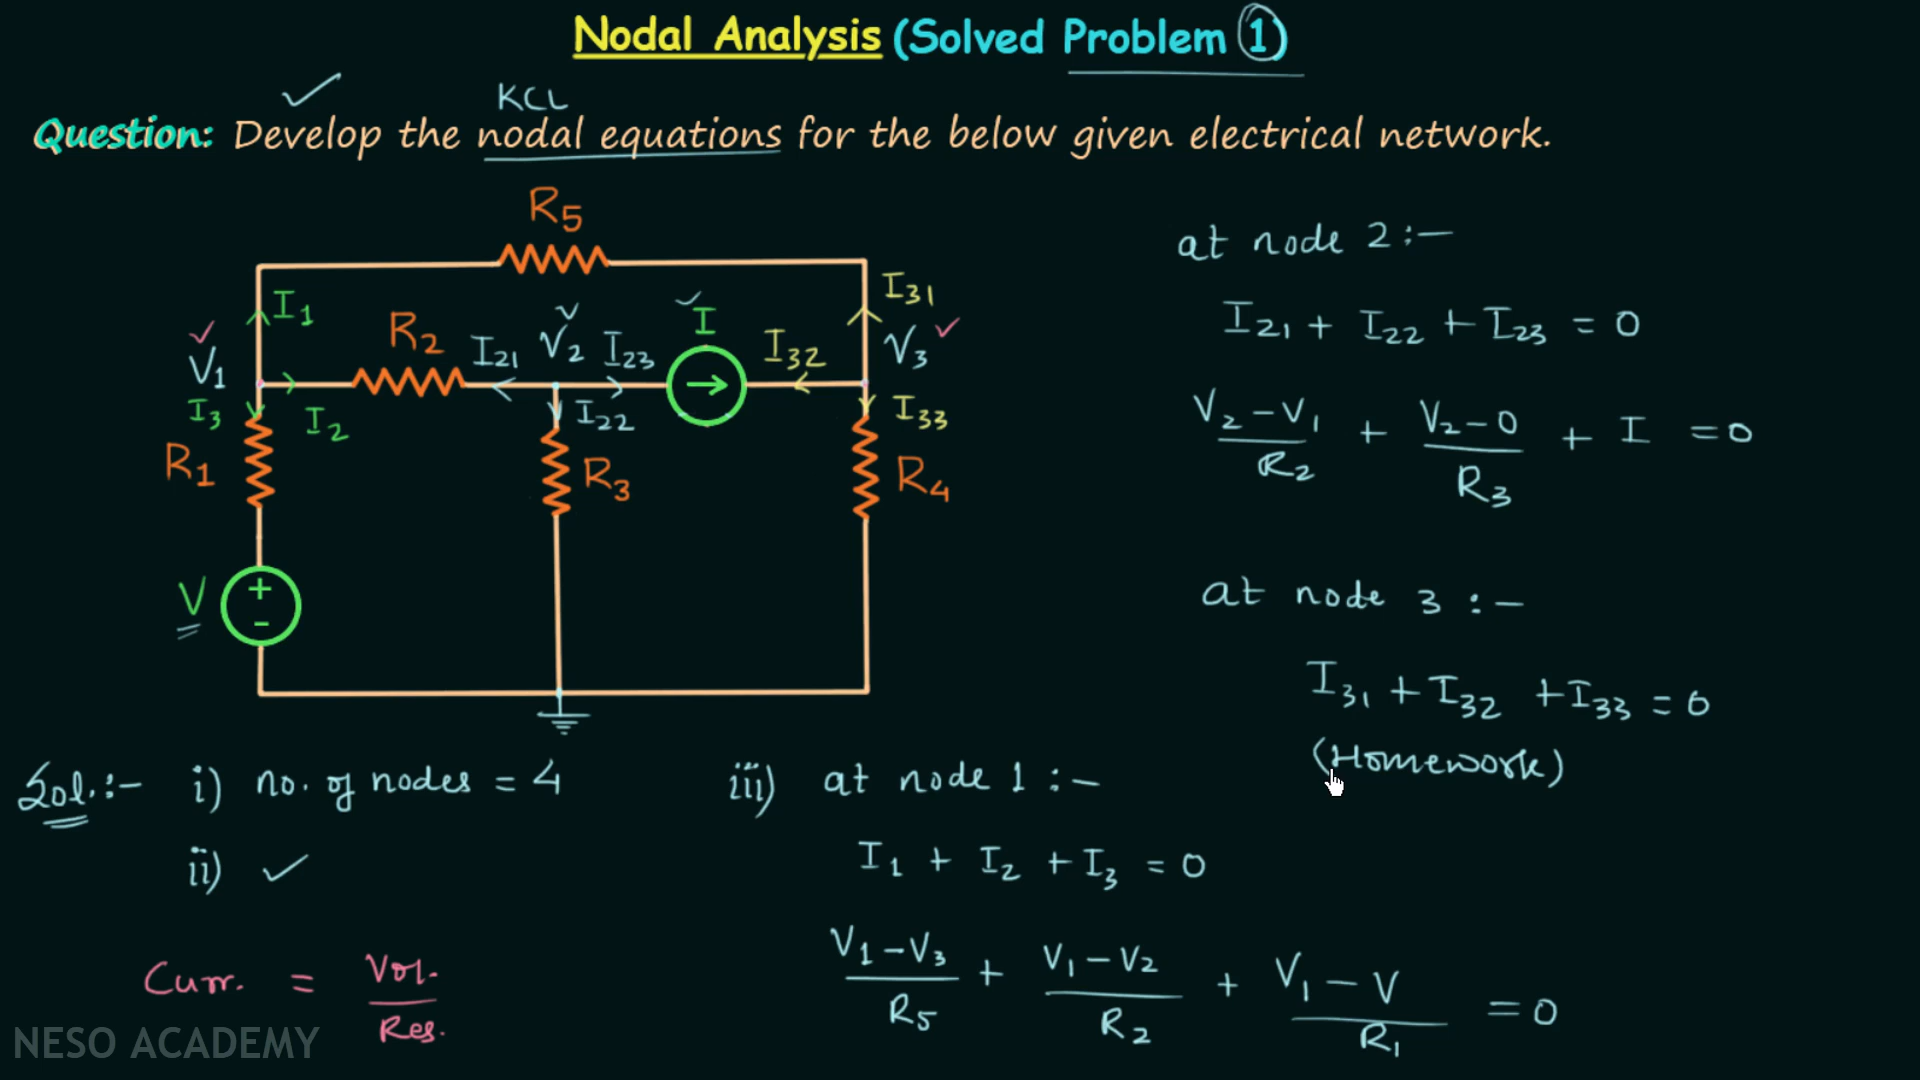 Nodal Analysis (Solved Problem 1)
KCL
Question: Develop the nodal equations for the below given electrical network.
R5
I1
R2
I21
V2
I23
I
I32
I31
V3
V1
I3
I2
I22
I33
R1
R3
R4
V
+
-
at node 2 :-
I21 + I22 + I23 = 0
V2 - V1 / R2 + V2 - 0 / R3 + I = 0
at node 3 :-
I31 + I32 + I33 = 0
(Homework)
Sol. :- i) no. of nodes = 4
ii) ✓
Curr. = Vol. / Res.
iii) at node 1 :-
I1 + I2 + I3 = 0
V1 - V3 / R5 + V1 - V2 / R2 + V1 - V / R1 = 0
NESO ACADEMY